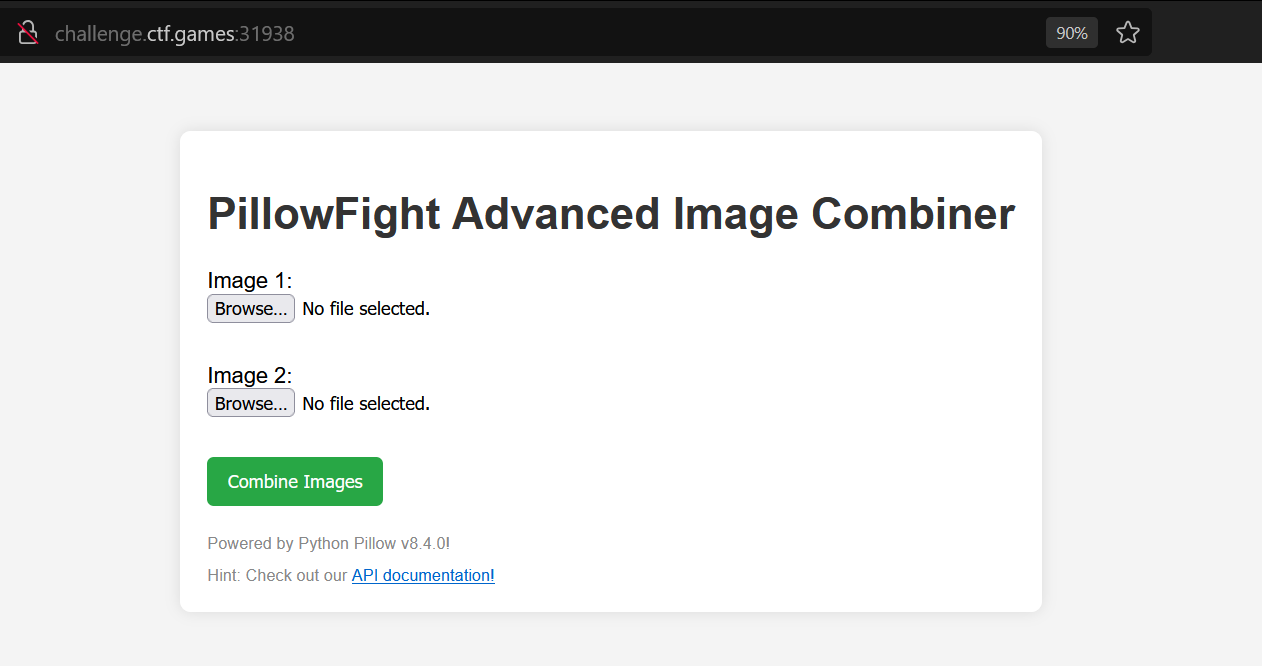 challenge.ctf.games:31938
90%
PillowFight Advanced Image Combiner
Image 1:
Browse... No file selected.
Image 2:
Browse... No file selected.
Combine Images
Powered by Python Pillow v8.4.0!
Hint: Check out our API documentation!